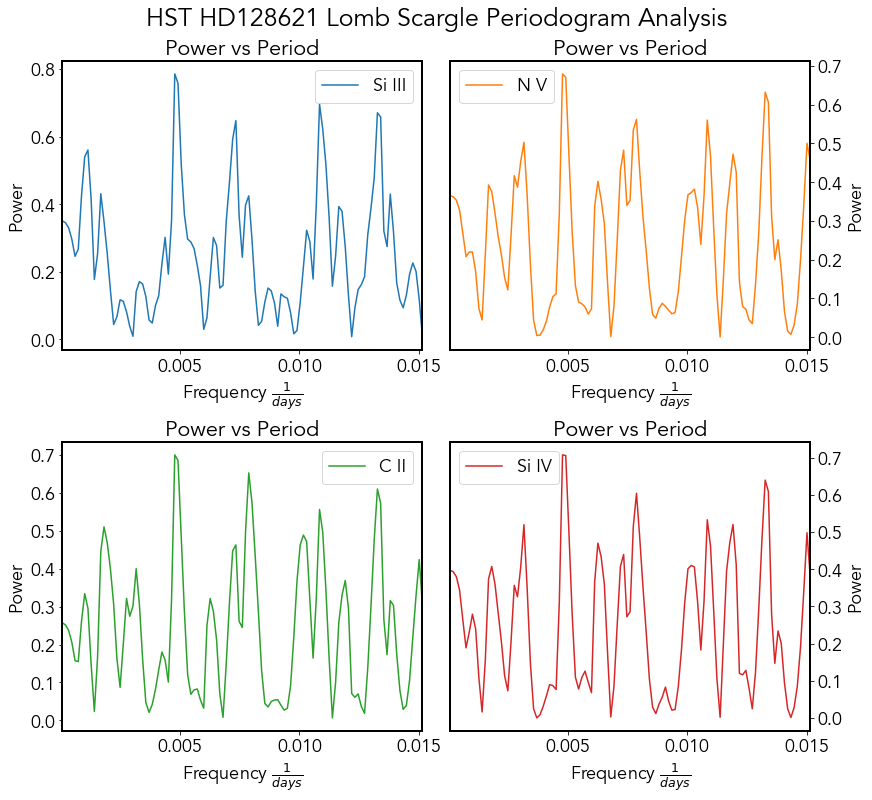 HST HD128621 Lomb Scargle Periodogram Analysis
Power vs Period
Power vs Period
Si III
N V
0.8
0.6
0.4
0.2
0.0
Power
0.7
0.6
0.5
0.4
0.3
0.2
0.1
0.0
Power
0.005 0.010 0.015
0.005 0.010 0.015
Frequency 1/days
Frequency 1/days
Power vs Period
Power vs Period
C II
Si IV
0.7
0.6
0.5
0.4
0.3
0.2
0.1
0.0
Power
0.7
0.6
0.5
0.4
0.3
0.2
0.1
0.0
Power
0.005 0.010 0.015
0.005 0.010 0.015
Frequency 1/days
Frequency 1/days